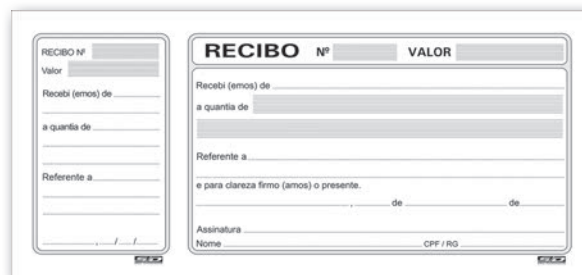 RECIBO Nº
Valor
Recebi (emos) de
a quantia de
Referente a
, / /
RECIBO Nº VALOR
Recebi (emos) de
a quantia de
Referente a
e para clareza firmo (amos) o presente.
, de de
Assinatura
Nome CPF / RG